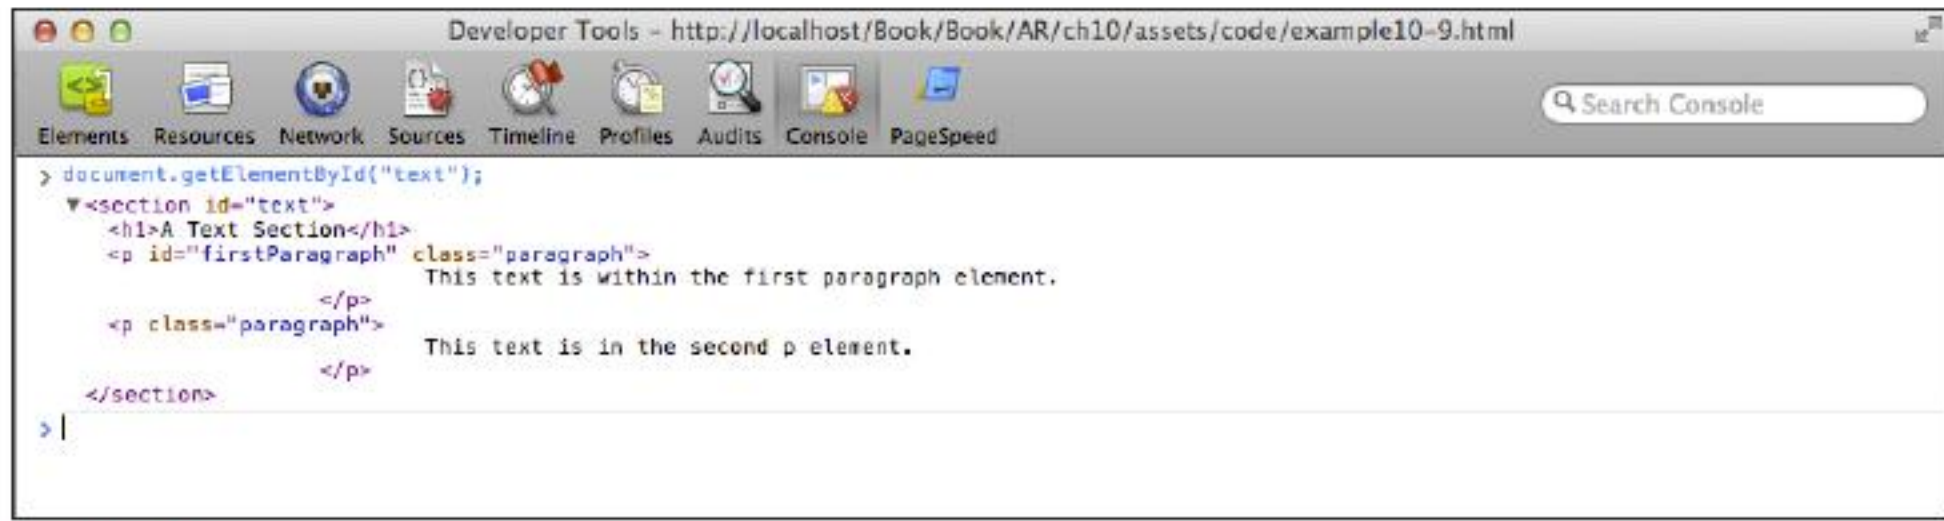 Developer Tools - http://localhost/Book/Book/AR/ch10/assets/code/example10-9.html
Elements Resources Network Sources Timeline Profiles Audits Console PageSpeed
Search Console
> document.getElementById("text");
▼<section id="text">
<h1>A Text Section</h1>
<p id="firstParagraph" class="paragraph">
This text is within the first paragraph element.
</p>
<p class="paragraph">
This text is in the second p element.
</p>
</section>
>